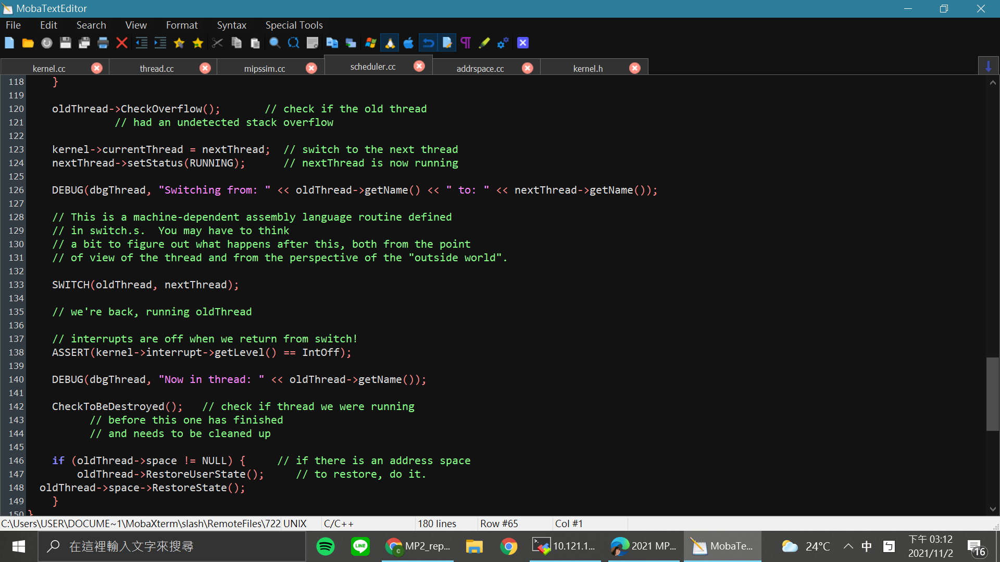 MobaTextEditor
File Edit Search View Format Syntax Special Tools
kernel.cc thread.cc mipssim.cc scheduler.cc addrspace.cc kernel.h
118 }
119
120 oldThread->CheckOverflow(); // check if the old thread
121 // had an undetected stack overflow
122
123 kernel->currentThread = nextThread; // switch to the next thread
124 nextThread->setStatus(RUNNING); // nextThread is now running
125
126 DEBUG(dbgThread, "Switching from: " << oldThread->getName() << " to: " << nextThread->getName());
127
128 // This is a machine-dependent assembly language routine defined
129 // in switch.s. You may have to think
130 // a bit to figure out what happens after this, both from the point
131 // of view of the thread and from the perspective of the "outside world".
132
133 SWITCH(oldThread, nextThread);
134
135 // we're back, running oldThread
136
137 // interrupts are off when we return from switch!
138 ASSERT(kernel->interrupt->getLevel() == IntOff);
139
140 DEBUG(dbgThread, "Now in thread: " << oldThread->getName());
141
142 CheckToBeDestroyed(); // check if thread we were running
143 // before this one has finished
144 // and needs to be cleaned up
145
146 if (oldThread->space != NULL) { // if there is an address space
147 oldThread->RestoreUserState(); // to restore, do it.
148 oldThread->space->RestoreState();
149 }
150 }
C:\Users\USER\DOCUME~1\MobaXterm\slash\RemoteFiles\722 UNIX C/C++ 180 lines Row #65 Col #1
在這裡輸入文字來搜尋 LINE C MP2_rep... 10.121.1... 2021 MP... MobaTe... 24°C 中 ㄅ 下午 03:12 16
2021/11/2